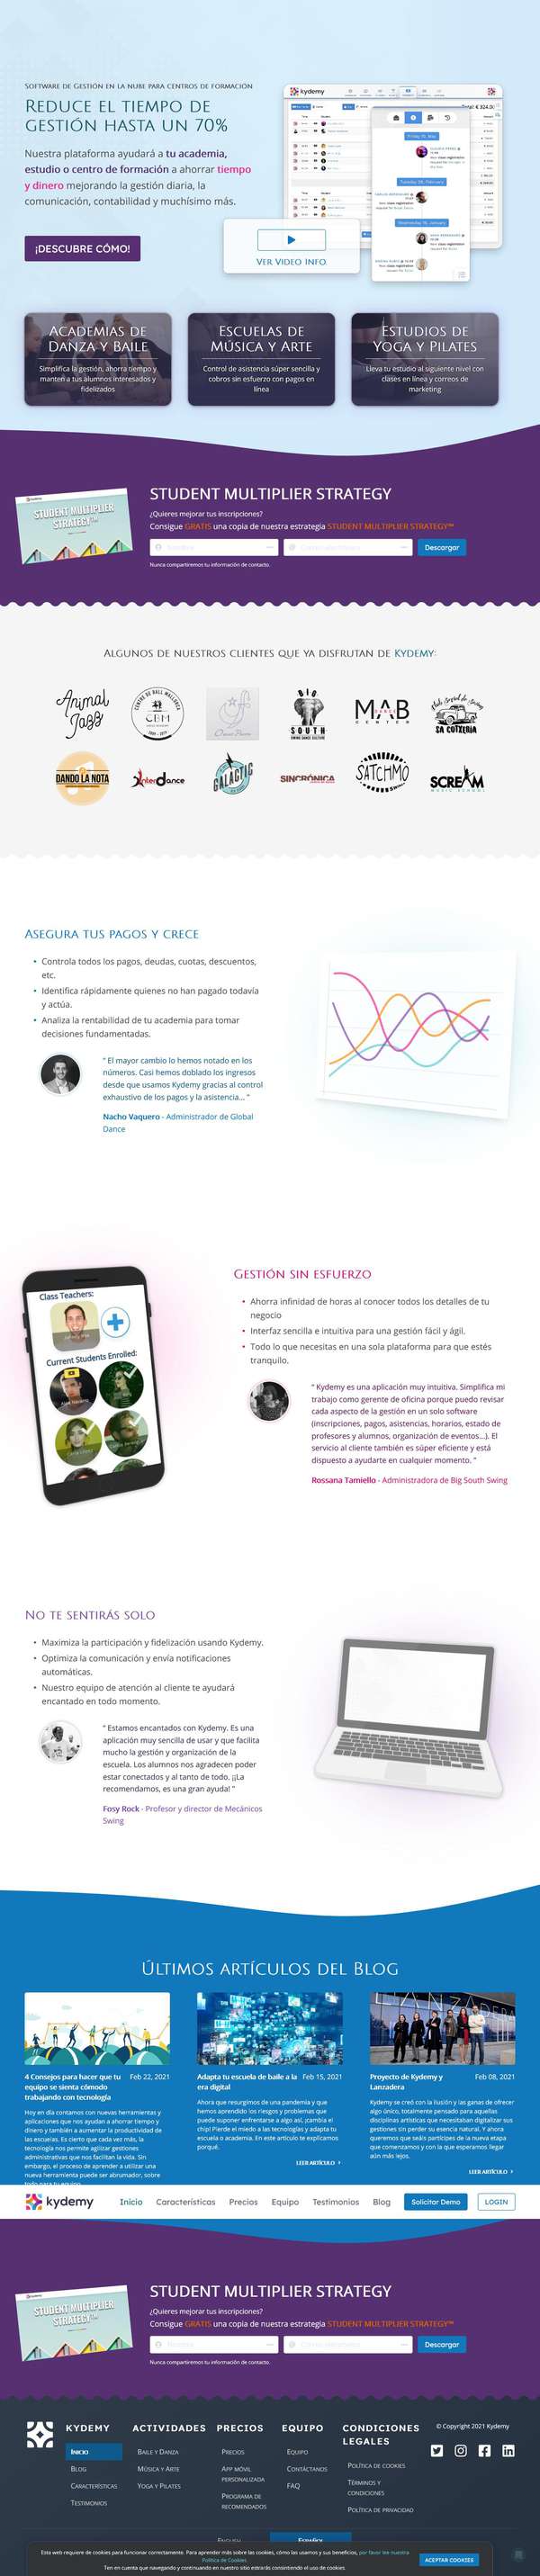 SOFTWARE DE GESTIÓN EN LA NUBE PARA CENTROS DE FORMACIÓN
REDUCE EL TIEMPO DE
GESTIÓN HASTA UN 70%
Nuestra plataforma ayudará a tu academia,
estudio o centro de formación a ahorrar tiempo
y dinero mejorando la gestión diaria, la
comunicación, contabilidad y muchísimo más.
¡DESCUBRE CÓMO!
kydemy
VER VIDEO INFO
ACADEMIAS DE
DANZA Y BAILE
Simplifica la gestión, ahorra tiempo y
mantén a tus alumnos interesados y
fidelizados
ESCUELAS DE
MÚSICA Y ARTE
Control de asistencia súper sencilla y
cobros sin esfuerzo con pagos en
línea
ESTUDIOS DE
YOGA Y PILATES
Lleva tu estudio al siguiente nivel con
clases en línea y correos de
marketing
STUDENT MULTIPLIER
STRATEGY™
STUDENT MULTIPLIER STRATEGY
¿Quieres mejorar tus inscripciones?
Consigue GRATIS una copia de nuestra estrategia STUDENT MULTIPLIER STRATEGY™
Descargar
Nunca compartiremos tu información de contacto.
ALGUNOS DE NUESTROS CLIENTES QUE YA DISFRUTAN DE KYDEMY:
Animal
Jazz
CBM
BIG
SOUTH
MAB
CENTER
SA COTXERIA
DANDO LA NOTA
Interdance
GALACTIC
SINCRÓNICA
SATCHMO
SCREAM
MUSIC SCHOOL
ASEGURA TUS PAGOS Y CRECE
• Controla todos los pagos, deudas, cuotas, descuentos,
etc.
• Identifica rápidamente quienes no han pagado todavía
y actúa.
• Analiza la rentabilidad de tu academia para tomar
decisiones fundamentadas.
" El mayor cambio lo hemos notado en los
números. Casi hemos doblado los ingresos
desde que usamos Kydemy gracias al control
exhaustivo de los pagos y la asistencia... "
Nacho Vaquero - Administrador de Global
Dance
Class Teachers:
Current Students Enrolled:
GESTIÓN SIN ESFUERZO
• Ahorra infinidad de horas al conocer todos los detalles de tu
negocio
• Interfaz sencilla e intuitiva para una gestión fácil y ágil.
• Todo lo que necesitas en una sola plataforma para que estés
tranquilo.
" Kydemy es una aplicación muy intuitiva. Simplifica mi
trabajo como gerente de oficina porque puedo revisar
cada aspecto de la gestión en un solo software
(inscripciones, pagos, asistencias, horarios, estado de
profesores y alumnos, organización de eventos...). El
servicio al cliente también es súper eficiente y está
dispuesto a ayudarte en cualquier momento. "
Rossana Tamiello - Administradora de Big South Swing
NO TE SENTIRÁS SOLO
• Maximiza la participación y fidelización usando Kydemy.
• Optimiza la comunicación y envía notificaciones
automáticas.
• Nuestro equipo de atención al cliente te ayudará
encantado en todo momento.
" Estamos encantados con Kydemy. Es una
aplicación muy sencilla de usar y que facilita
mucho la gestión y organización de la
escuela. Los alumnos nos agradecen poder
estar conectados y al tanto de todo. ¡¡La
recomendamos, es una gran ayuda! "
Fosy Rock - Profesor y director de Mecánicos
Swing
ÚLTIMOS ARTÍCULOS DEL BLOG
4 Consejos para hacer que tu
equipo se sienta cómodo
trabajando con tecnología
Feb 22, 2021
Hoy en día contamos con nuevas herramientas y
aplicaciones que nos ayudan a ahorrar tiempo y
dinero y también a aumentar la productividad de
las escuelas. Es cierto que cada vez más, la
tecnología nos permite agilizar gestiones
administrativas que nos facilitan la vida. Sin
embargo, el proceso de aprender a utilizar una
nueva herramienta puede ser abrumador, sobre
todo para tu equipo
Adapta tu escuela de baile a la
era digital
Feb 15, 2021
Ahora que resurgimos de una pandemia y que
hemos aprendido los riesgos y problemas que
puede suponer enfrentarse a algo así, ¡cambia el
chip! Pierde el miedo a las tecnologías y adapta tu
escuela o academia. En este artículo te explicamos
porqué.
LEER ARTÍCULO
LANZADERA
Proyecto de Kydemy y
Lanzadera
Feb 08, 2021
Kydemy se creó con la ilusión y las ganas de ofrecer
algo único, totalmente pensado para aquellas
disciplinas artísticas que necesitaban digitalizar sus
gestiones sin perder su esencia natural. Y ahora
queremos que seáis partícipes de la nueva etapa
que comenzamos y con la que esperamos llegar
aún más lejos.
LEER ARTÍCULO
kydemy
Inicio
Características
Precios
Equipo
Testimonios
Blog
Solicitar Demo
LOGIN
STUDENT MULTIPLIER
STRATEGY™
STUDENT MULTIPLIER STRATEGY
¿Quieres mejorar tus inscripciones?
Consigue GRATIS una copia de nuestra estrategia STUDENT MULTIPLIER STRATEGY™
Descargar
Nunca compartiremos tu información de contacto.
KYDEMY
INICIO
BLOG
CARACTERÍSTICAS
TESTIMONIOS
ACTIVIDADES
BAILE Y DANZA
MÚSICA Y ARTE
YOGA Y PILATES
PRECIOS
PRECIOS
APP MÓVIL
PERSONALIZADA
PROGRAMA DE
RECOMENDADOS
EQUIPO
EQUIPO
CONTÁCTANOS
FAQ
CONDICIONES
LEGALES
POLÍTICA DE COOKIES
TÉRMINOS Y
CONDICIONES
POLÍTICA DE PRIVACIDAD
© Copyright 2021 Kydemy
ENGLISH
ESPAÑOL
Esta web requiere de cookies para funcionar correctamente. Para aprender más sobre las cookies, cómo las usamos y sus beneficios, por favor lee nuestra
Política de Cookies
Ten en cuenta que navegando y continuando en nuestro sitio estarás consintiendo el uso de cookies
ACEPTAR COOKIES